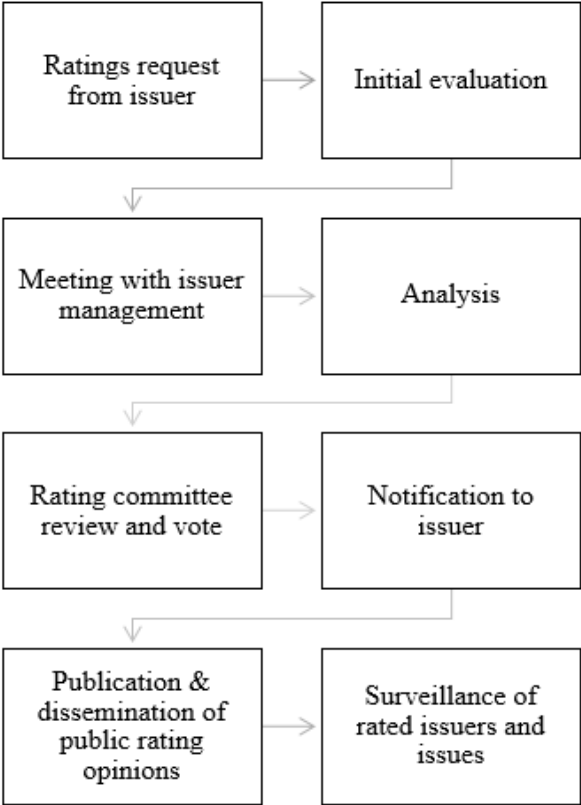 Ratings request
from issuer
Initial evaluation
Meeting with issuer
management
Analysis
Rating committee
review and vote
Notification to
issuer
Publication &
dissemination of
public rating
opinions
Surveillance of
rated issuers and
issues